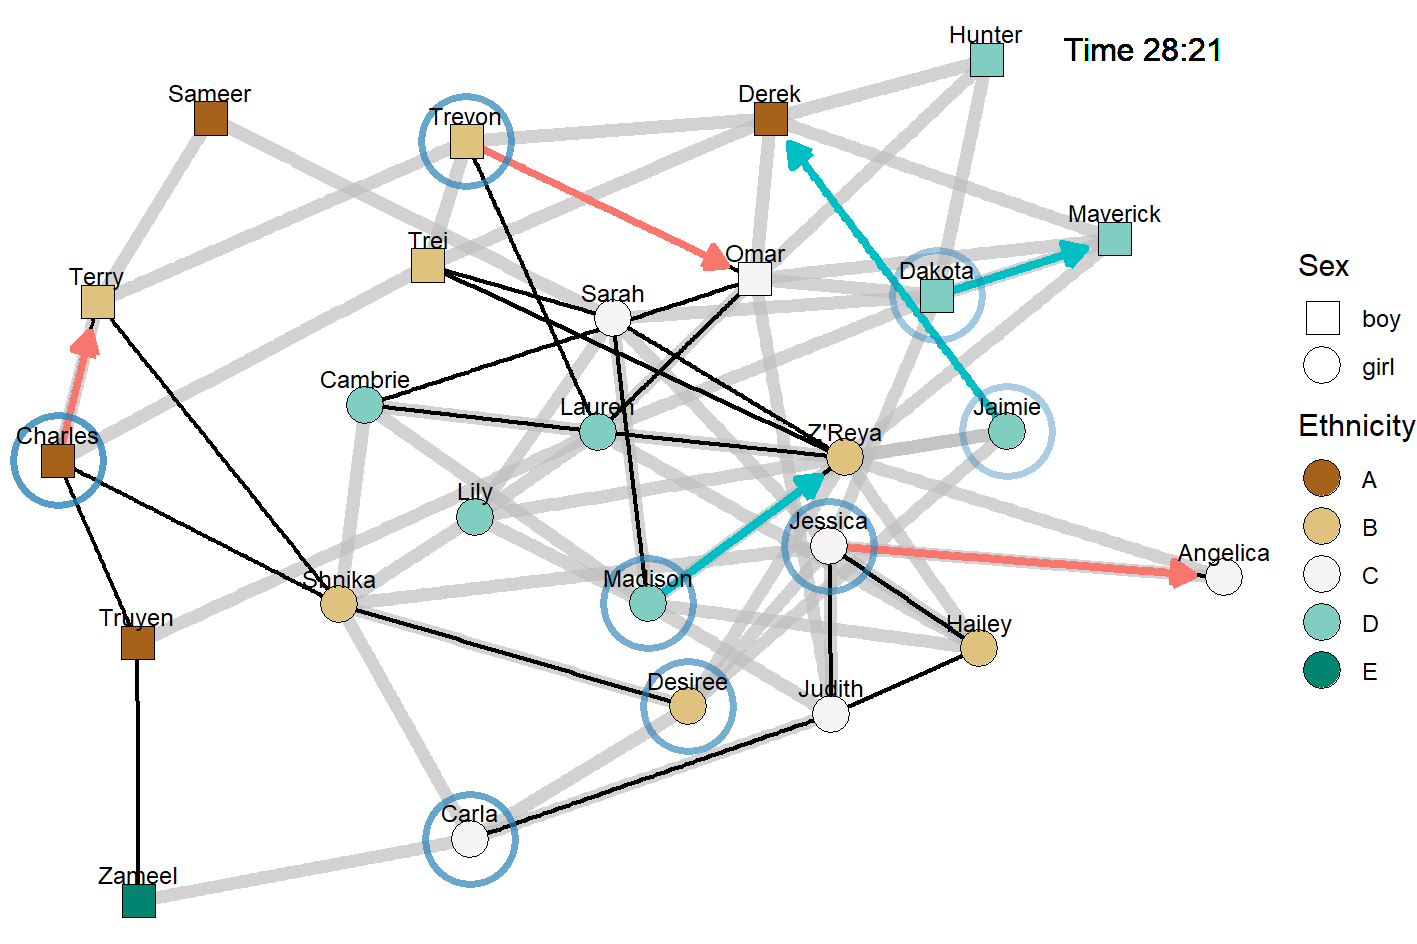 Hunter
Time 28:21
Sameer
Derek
Trevon
Maverick
Trei
Omar
Dakota
Terry
Sarah
Sex
boy
girl
Cambrie
Lauren
Jaimie
Charles
Z'Reya
Ethnicity
A
B
C
D
E
Lily
Jessica
Angelica
Shnika
Madison
Truyen
Hailey
Desiree
Judith
Carla
Zameel